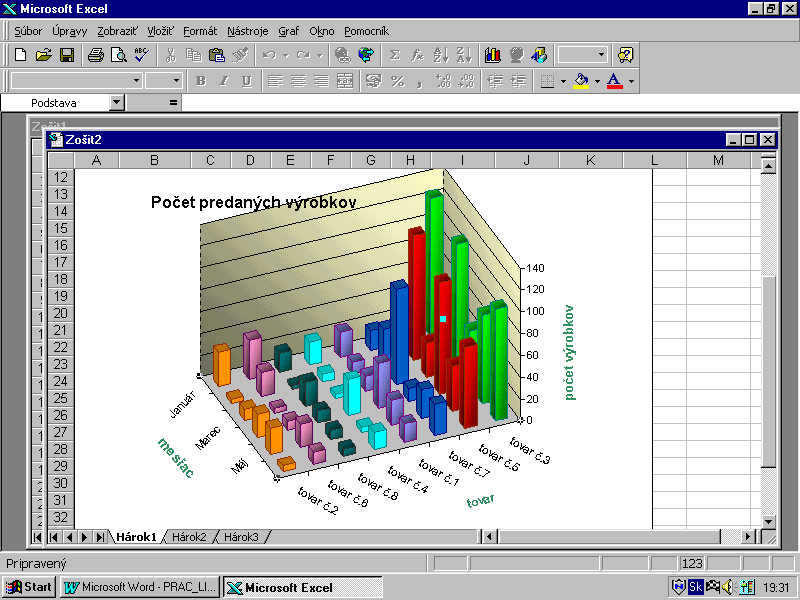 Microsoft Excel
Súbor Úpravy Zobraziť Vložiť Formát Nástroje Graf Okno Pomocník
B I U
Podstava =
Zošit1
Zošit2
A B C D E F G H I J K L M
12
13
14
15
16
17
18
19
20
21
22
23
24
25
26
27
28
29
30
31
32
Počet predaných výrobkov
140
120
100
80
60
40
20
0
počet výrobkov
Január
Marec
Máj
mesiac
tovar č.2
tovar č.6
tovar č.8
tovar č.4
tovar č.1
tovar č.7
tovar č.5
tovar č.3
tovar
Hárok1 Hárok2 Hárok3
Pripravený 123
Start Microsoft Word - PRAC_LI... Microsoft Excel Sk 19:31